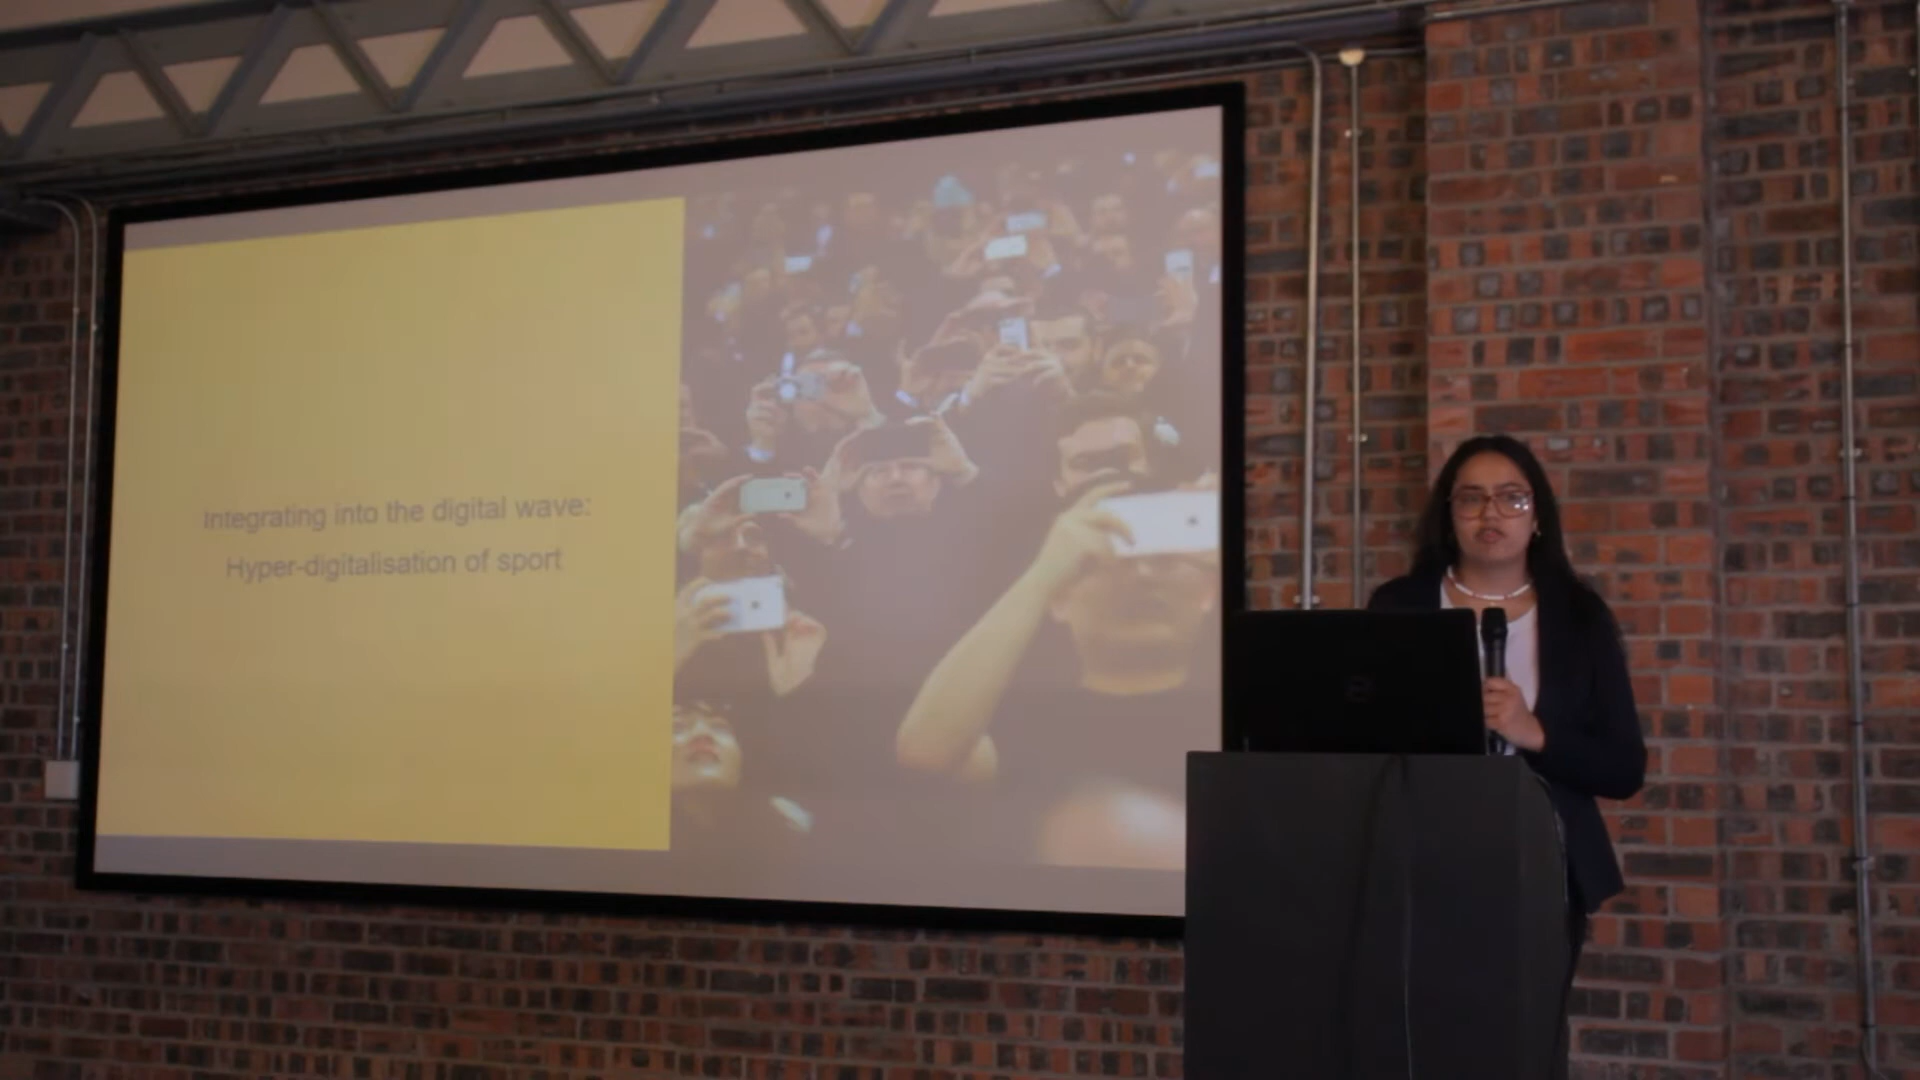 Integrating into the digital wave:
Hyper-digitalisation of sport